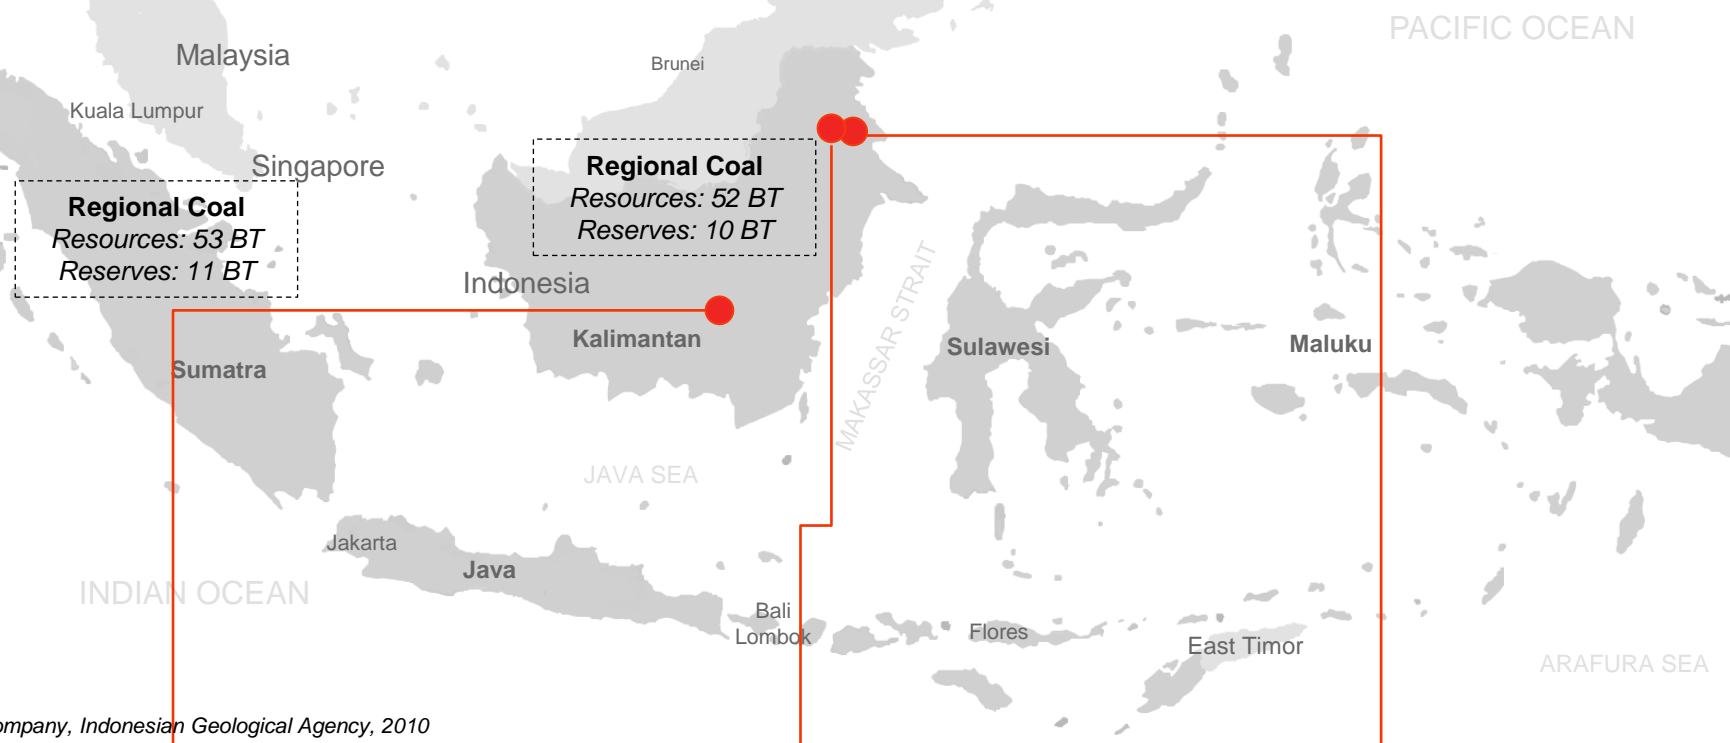 PACIFIC OCEAN
Malaysia
Brunei
Kuala Lumpur
Singapore
Regional Coal
Resources: 52 BT
Reserves: 10 BT
Regional Coal
Resources: 53 BT
Reserves: 11 BT
Indonesia
MAKASSAR STRAIT
Kalimantan
Sulawesi
Maluku
Sumatra
JAVA SEA
Jakarta
Java
INDIAN OCEAN
Bali
Lombok
Flores
East Timor
ARAFURA SEA
ompany, Indonesian Geological Agency, 2010